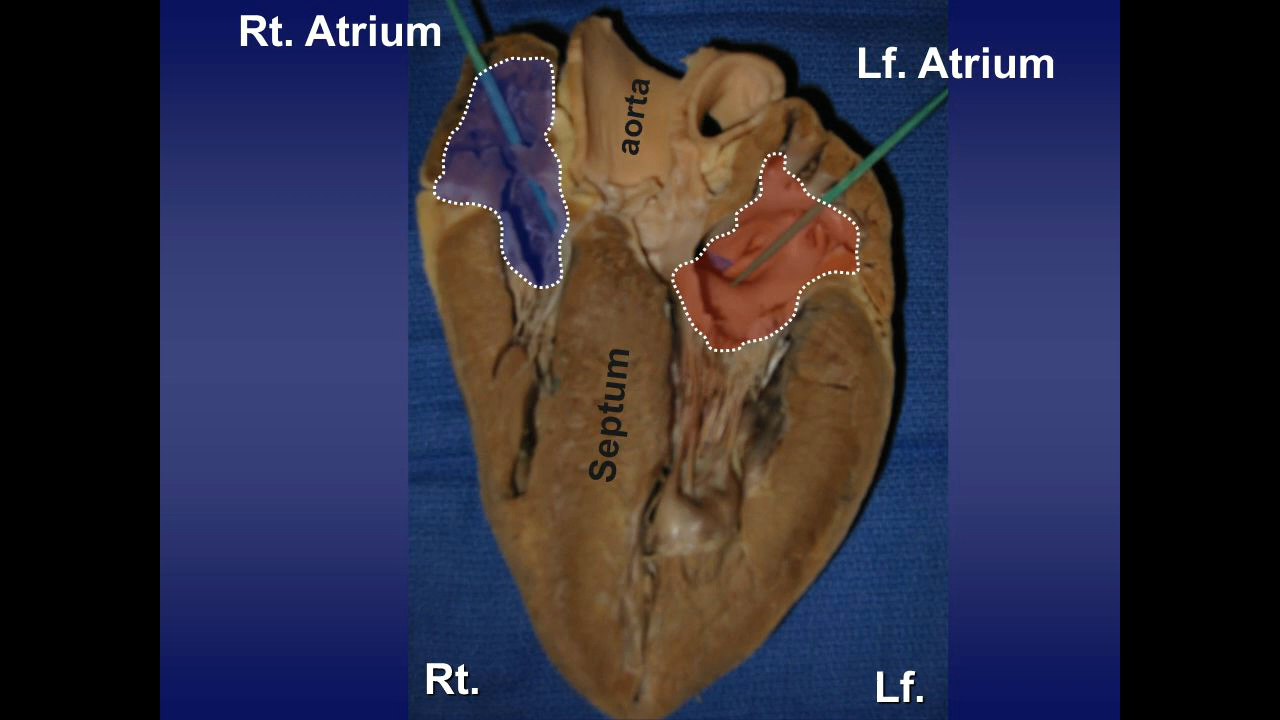 Rt. Atrium
Lf. Atrium
aorta
Septum
Rt.
Lf.